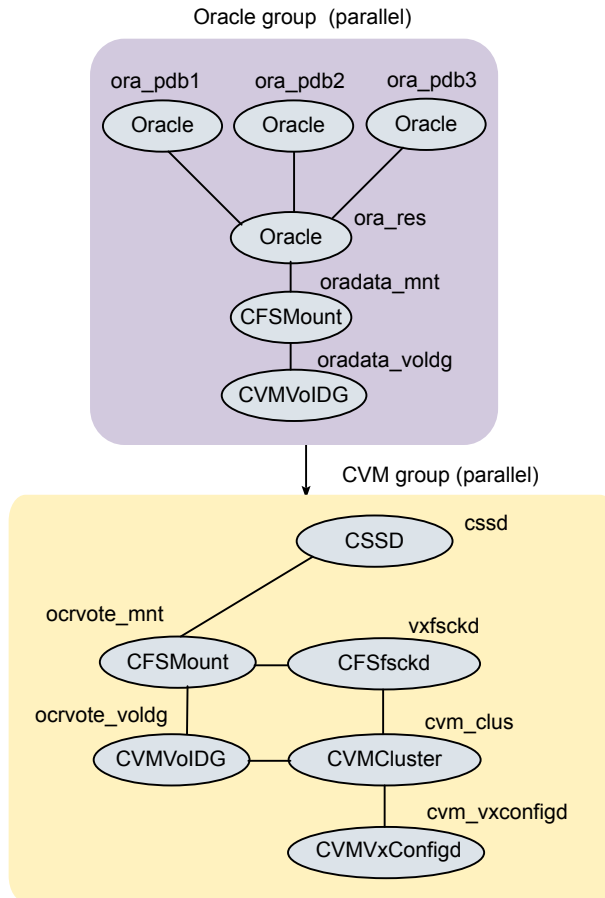 Oracle group (parallel)
ora_pdb1
ora_pdb2
ora_pdb3
Oracle
Oracle
Oracle
ora_res
Oracle
oradata_mnt
CFSMount
oradata_voldg
CVMVolDG
CVM group (parallel)
cssd
CSSD
ocrvote_mnt
vxfsckd
CFSMount
CFSfsckd
ocrvote_voldg
cvm_clus
CVMVolDG
CVMCluster
cvm_vxconfigd
CVMVxConfigd